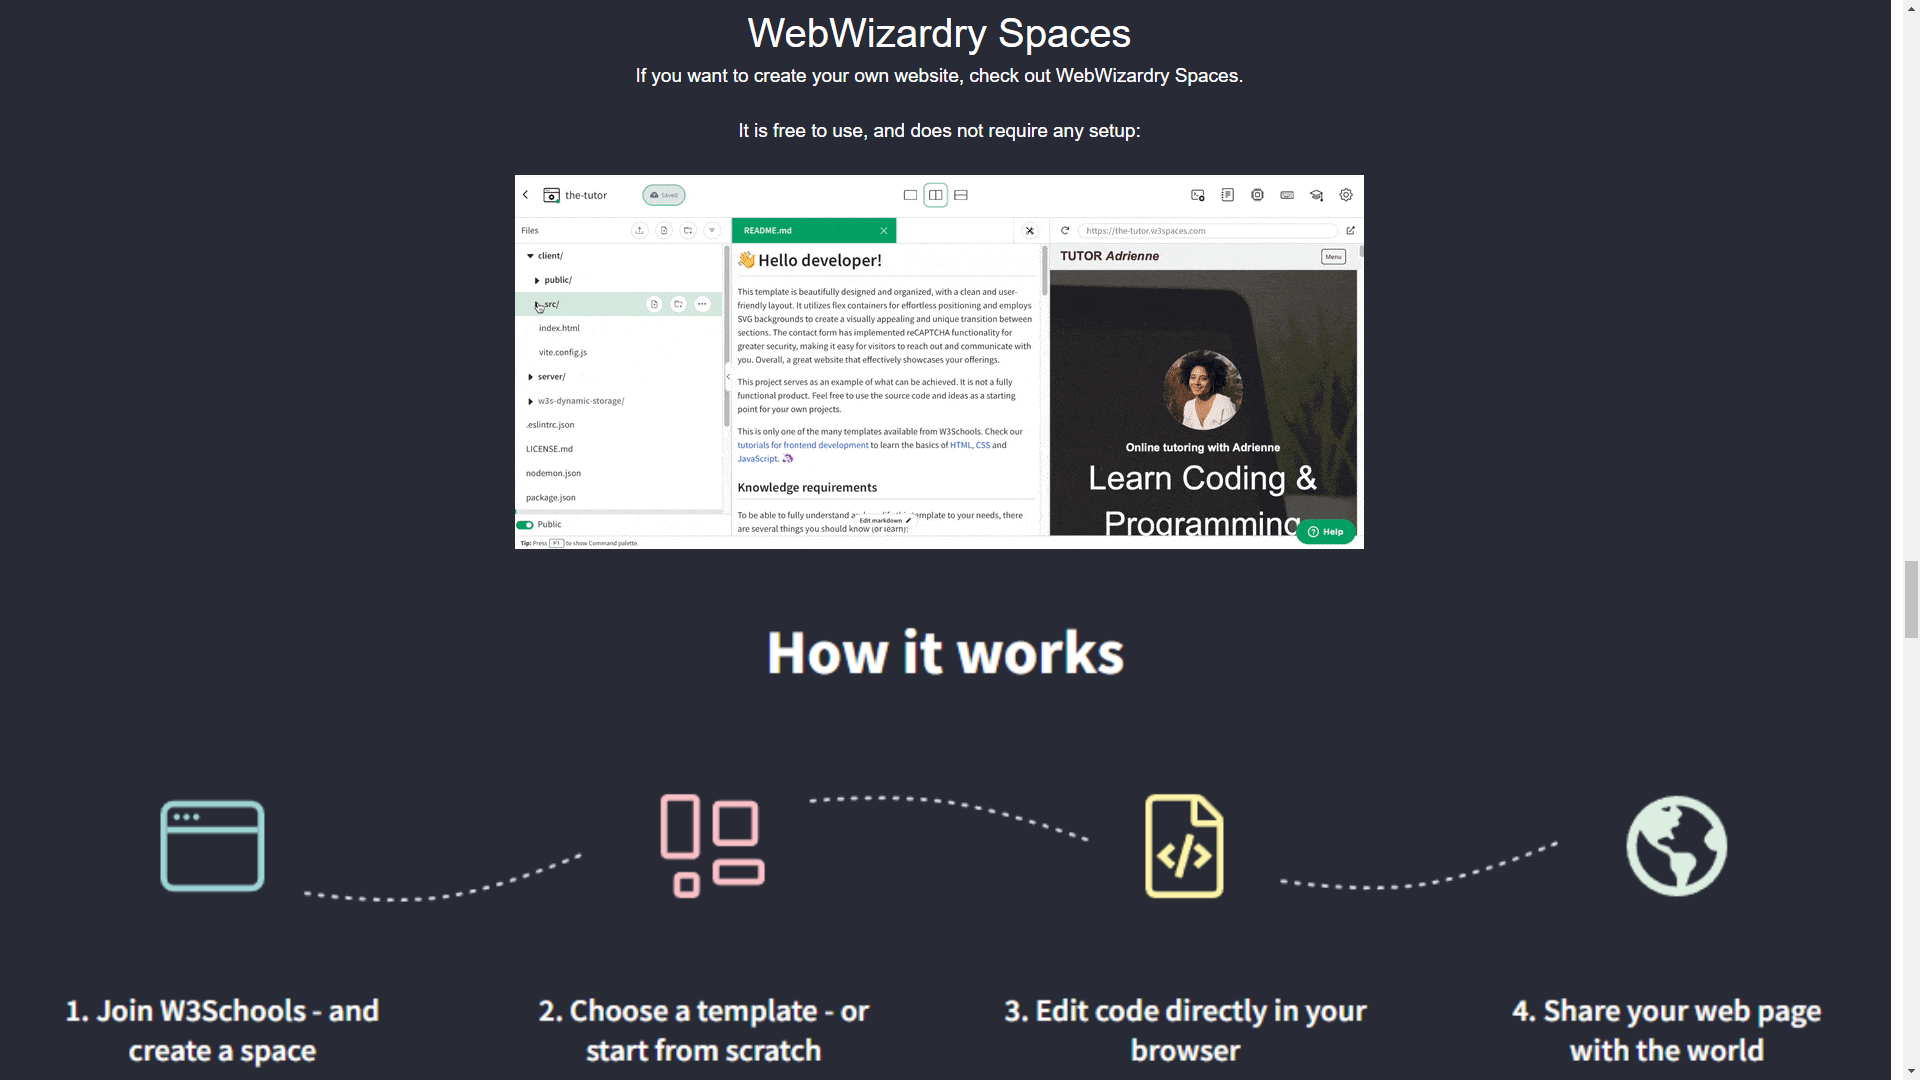 WebWizardry Spaces
If you want to create your own website, check out WebWizardry Spaces.
It is free to use, and does not require any setup:
the-tutor
Saved
Files
README.md
https://the-tutor.w3spaces.com
client/
public/
src/
index.html
vite.config.js
server/
w3s-dynamic-storage/
.eslintrc.json
LICENSE.md
nodemon.json
package.json
Public
Tip: Press F1 to show Command palette.
👋 Hello developer!
This template is beautifully designed and organized, with a clean and user-
friendly layout. It utilizes flex containers for effortless positioning and employs
SVG backgrounds to create a visually appealing and unique transition between
sections. The contact form has implemented reCAPTCHA functionality for
greater security, making it easy for visitors to reach out and communicate with
you. Overall, a great website that effectively showcases your offerings.
This project serves as an example of what can be achieved. It is not a fully
functional product. Feel free to use the source code and ideas as a starting
point for your own projects.
This is only one of the many templates available from W3Schools. Check our
tutorials for frontend development to learn the basics of HTML, CSS and
JavaScript. 🦄
Knowledge requirements
To be able to fully understand template to your needs, there
are several things you should know (or learn):
Edit markdown
TUTOR Adrienne
Menu
Online tutoring with Adrienne
Learn Coding &
Programming
Help
How it works
1. Join W3Schools - and
create a space
2. Choose a template - or
start from scratch
3. Edit code directly in your
browser
4. Share your web page
with the world